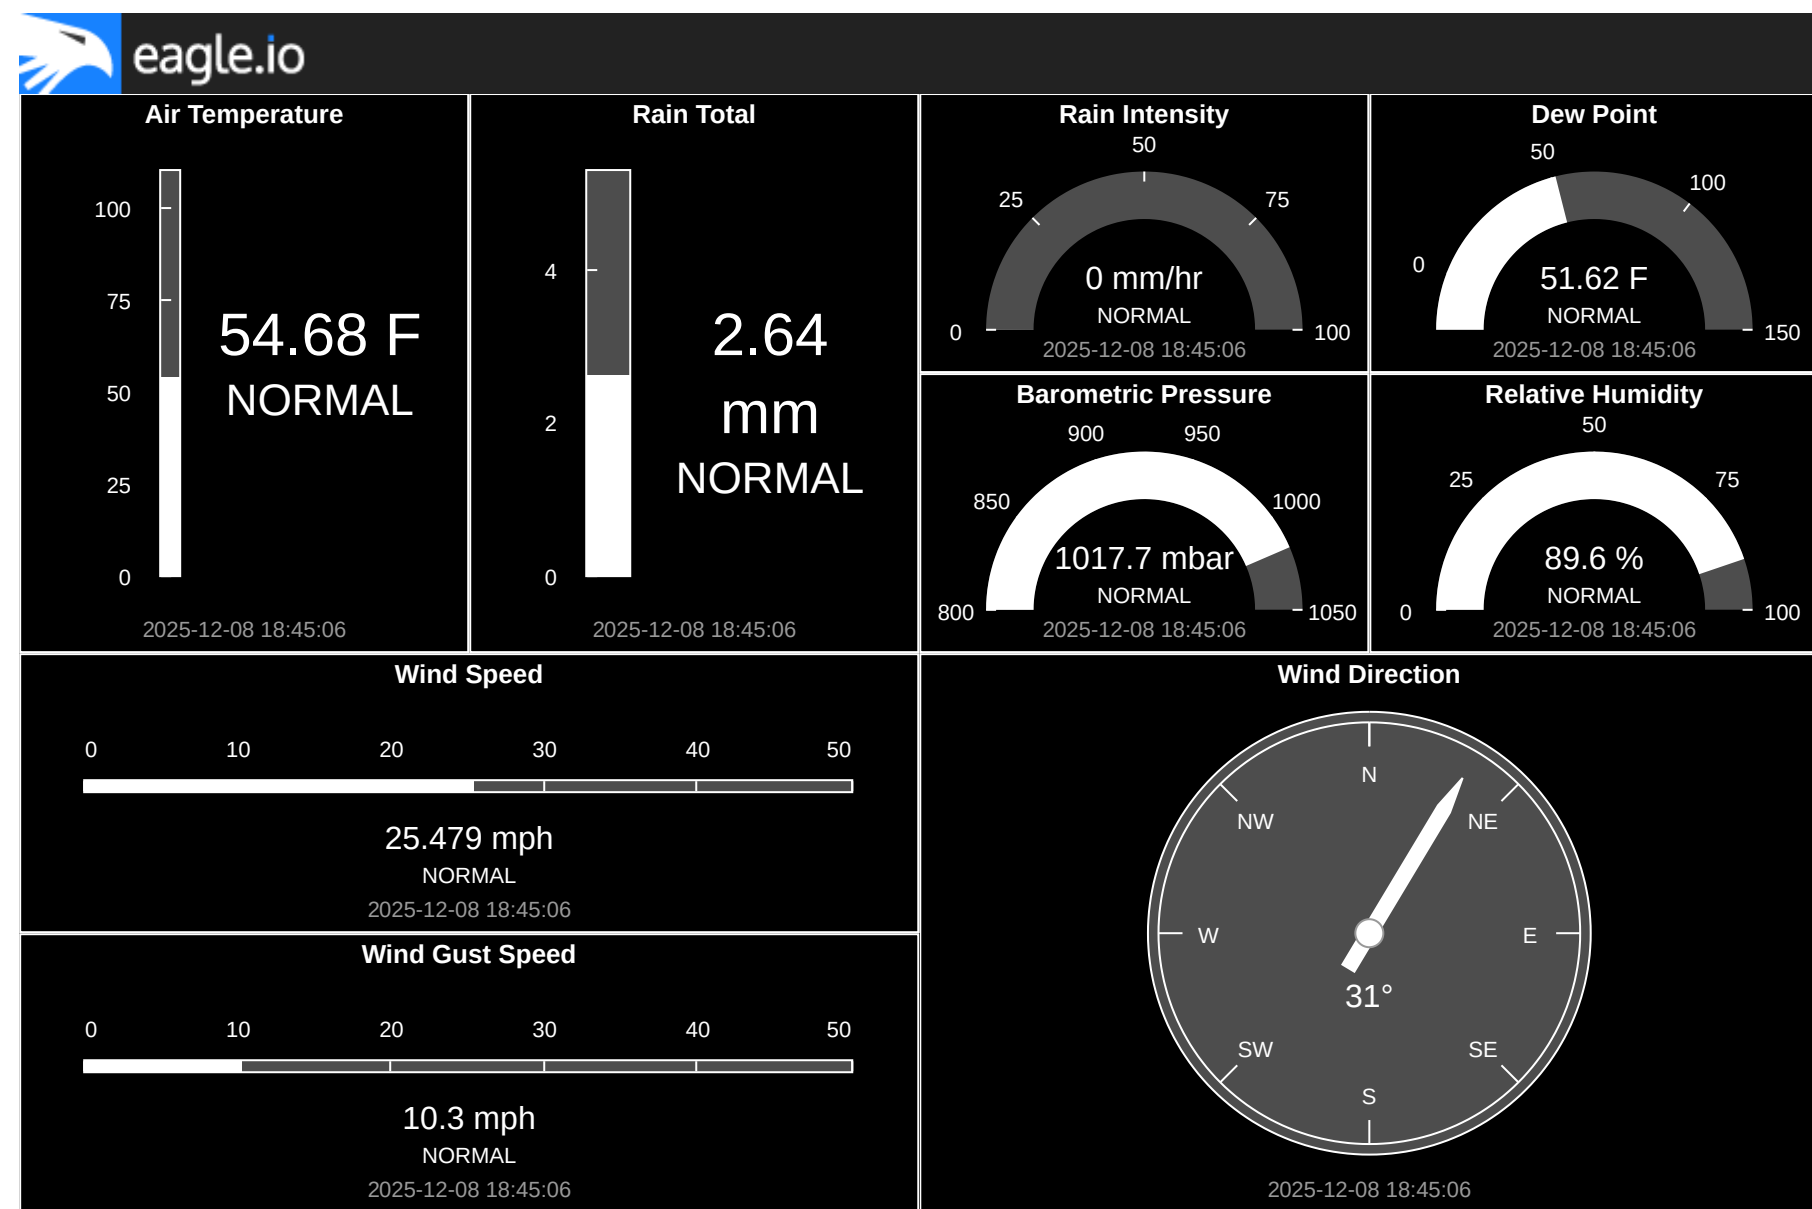 eagle.io
Air Temperature
100
75
50
25
0
54.68 F
NORMAL
2025-12-08 18:45:06
Rain Total
4
2
0
2.64
mm
NORMAL
2025-12-08 18:45:06
Rain Intensity
50
25
75
0
100
0 mm/hr
NORMAL
2025-12-08 18:45:06
Dew Point
50
100
0
150
51.62 F
NORMAL
2025-12-08 18:45:06
Barometric Pressure
900
950
850
1000
800
1050
1017.7 mbar
NORMAL
2025-12-08 18:45:06
Relative Humidity
50
25
75
0
100
89.6 %
NORMAL
2025-12-08 18:45:06
Wind Speed
0 10 20 30 40 50
25.479 mph
NORMAL
2025-12-08 18:45:06
Wind Gust Speed
0 10 20 30 40 50
10.3 mph
NORMAL
2025-12-08 18:45:06
Wind Direction
N
NW
NE
W
E
31°
SW
SE
S
2025-12-08 18:45:06